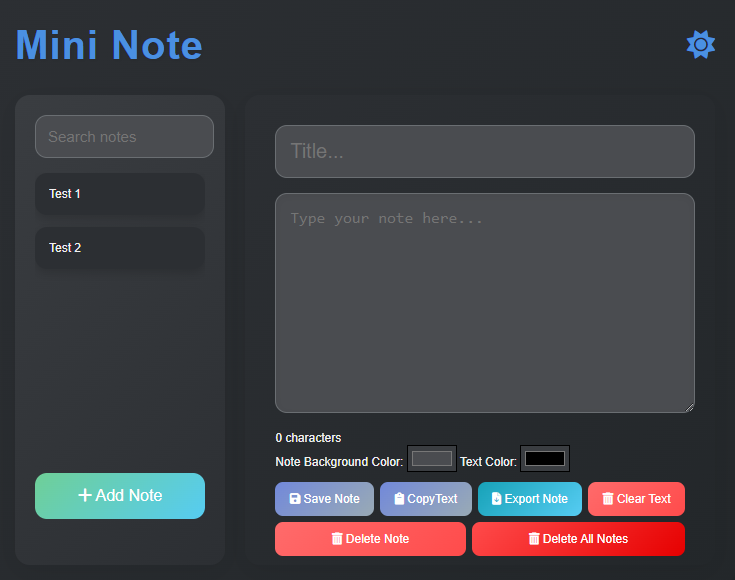 Mini Note
Search notes
Test 1
Test 2
Add Note
Title...
Type your note here...
0 characters
Note Background Color: Text Color:
Save Note CopyText Export Note Clear Text
Delete Note Delete All Notes